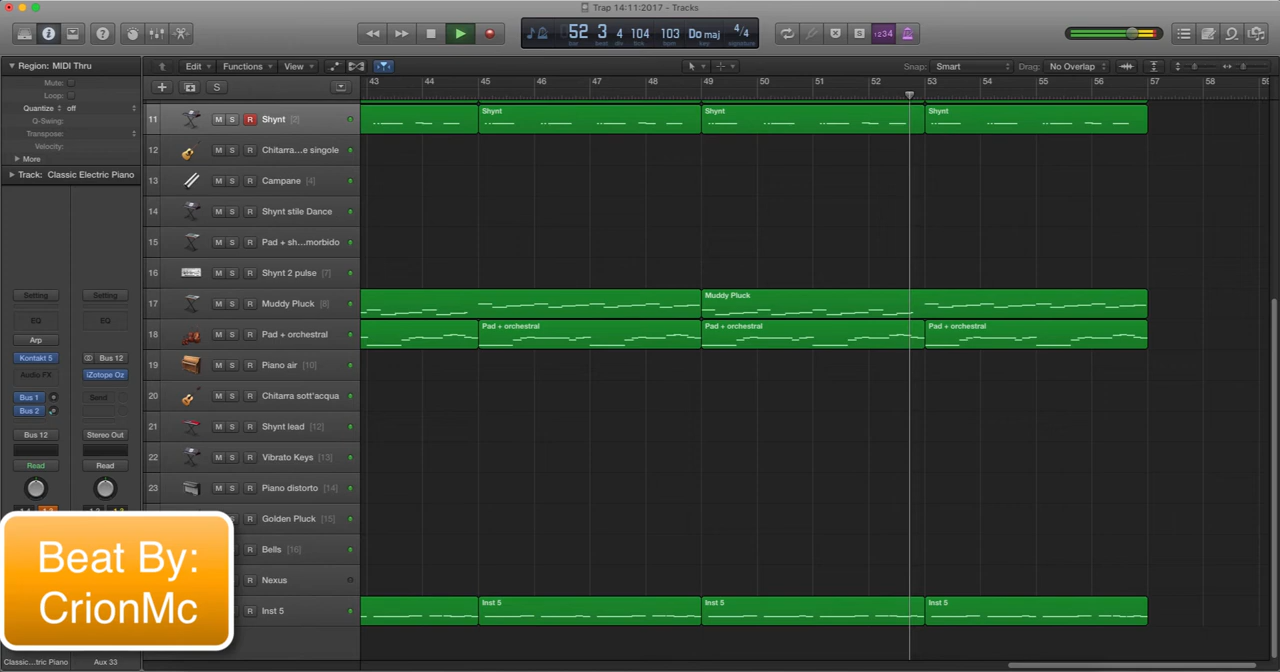 Trap 14:11:2017 - Tracks
52 3 4 104 103 Do maj 4/4
bar beat div tick bpm key signature
1234
Region: MIDI Thru
Edit Functions View Snap: Smart Drag: No Overlap
Mute:
Loop:
Quantize off
Q-Swing:
Transpose:
Velocity:
More
Track: Classic Electric Piano
S
43 44 45 46 47 48 49 50 51 52 53 54 55 56 57 58 59
11 M S R Shynt [2] Shynt Shynt Shynt
12 M S R Chitarra…e singole
13 M S R Campane [4]
14 M S R Shynt stile Dance
15 M S R Pad + sh…morbido
16 M S R Shynt 2 pulse [7]
17 M S R Muddy Pluck [8] Muddy Pluck
18 M S R Pad + orchestral Pad + orchestral Pad + orchestral Pad + orchestral
19 M S R Piano air [10]
20 M S R Chitarra sott'acqua
21 M S R Shynt lead [12]
22 M S R Vibrato Keys [13]
23 M S R Piano distorto [14]
R Golden Pluck [15]
R Bells [16]
R Nexus
R Inst 5 Inst 5 Inst 5 Inst 5
Setting Setting
EQ EQ
Arp
Kontakt 5 Bus 12
Audio FX iZotope Oz
Bus 1 Send
Bus 2
Bus 12 Stereo Out
Read Read
Beat By:
CrionMc
Classic…tric Piano Aux 33